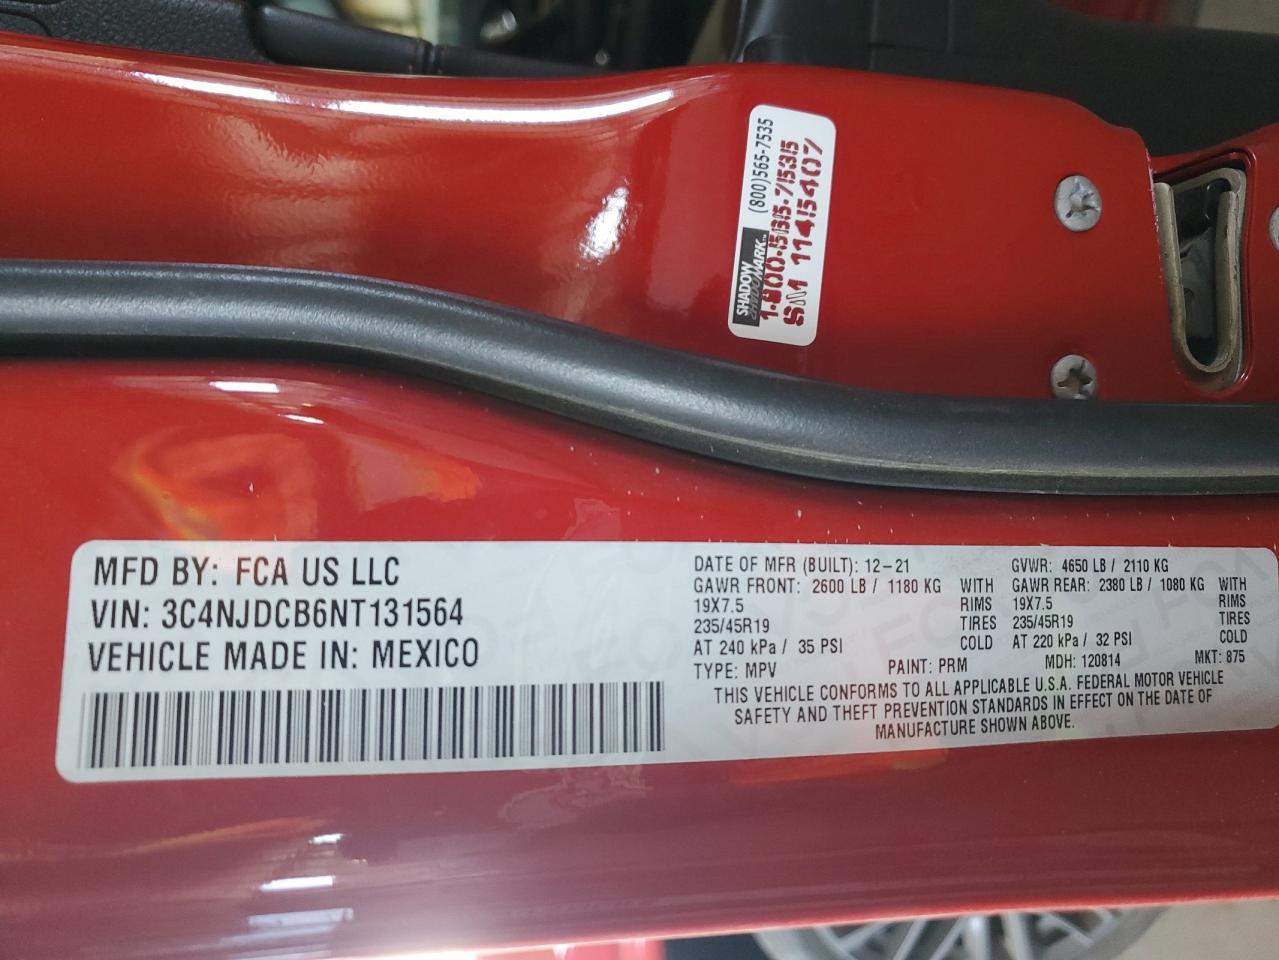 SHADOW MARK (800)565-7535
1-800-565-7535
SM 11415407
MFD BY: FCA US LLC
VIN: 3C4NJDCB6NT131564
VEHICLE MADE IN: MEXICO
DATE OF MFR (BUILT): 12-21 GVWR: 4650 LB / 2110 KG
GAWR FRONT: 2600 LB / 1180 KG WITH GAWR REAR: 2380 LB / 1080 KG WITH
19X7.5 RIMS 19X7.5 RIMS
235/45R19 TIRES 235/45R19 TIRES
AT 240 kPa / 35 PSI COLD AT 220 kPa / 32 PSI COLD
TYPE: MPV PAINT: PRM MDH: 120814 MKT: 875
THIS VEHICLE CONFORMS TO ALL APPLICABLE U.S.A. FEDERAL MOTOR VEHICLE
SAFETY AND THEFT PREVENTION STANDARDS IN EFFECT ON THE DATE OF
MANUFACTURE SHOWN ABOVE.